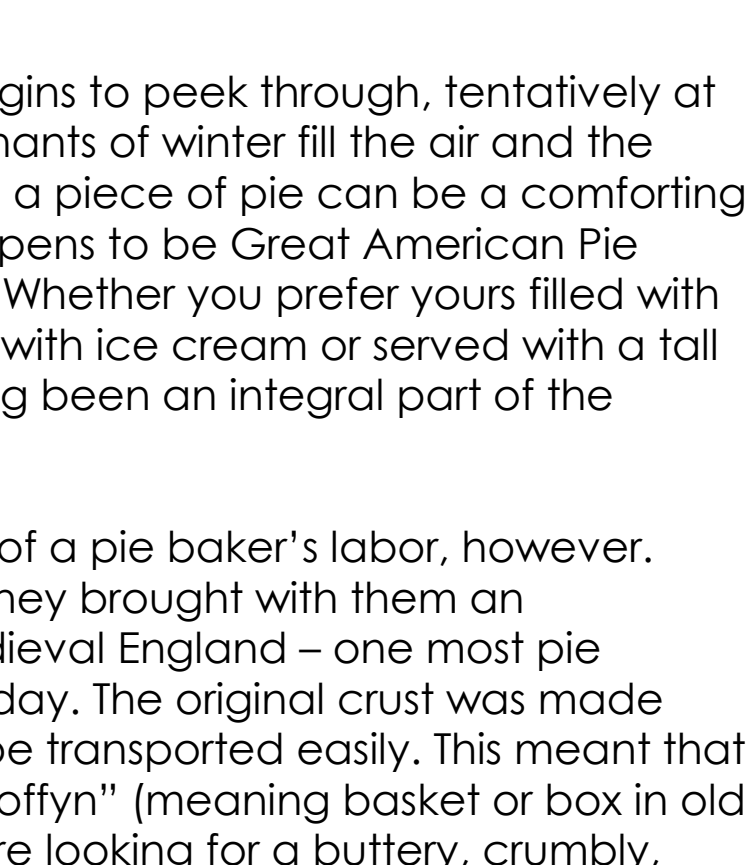 gins to peek through, tentatively at
nants of winter fill the air and the
a piece of pie can be a comforting
pens to be Great American Pie
Whether you prefer yours filled with
with ice cream or served with a tall
g been an integral part of the
of a pie baker’s labor, however.
hey brought with them an
dieval England – one most pie
day. The original crust was made
be transported easily. This meant that
offyn” (meaning basket or box in old
re looking for a buttery, crumbly,